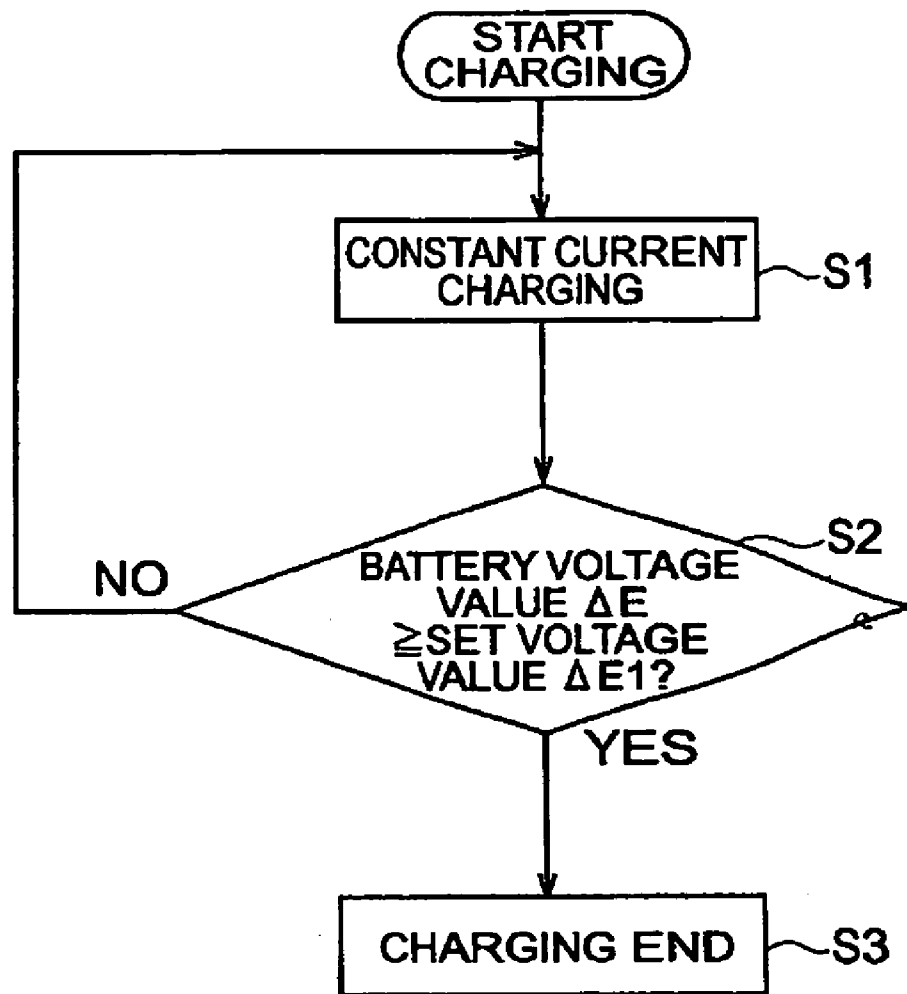 START
CHARGING
CONSTANT CURRENT
CHARGING
S1
S2
BATTERY VOLTAGE
VALUE ΔE
≧SET VOLTAGE
VALUE ΔE1?
NO
YES
CHARGING END
S3